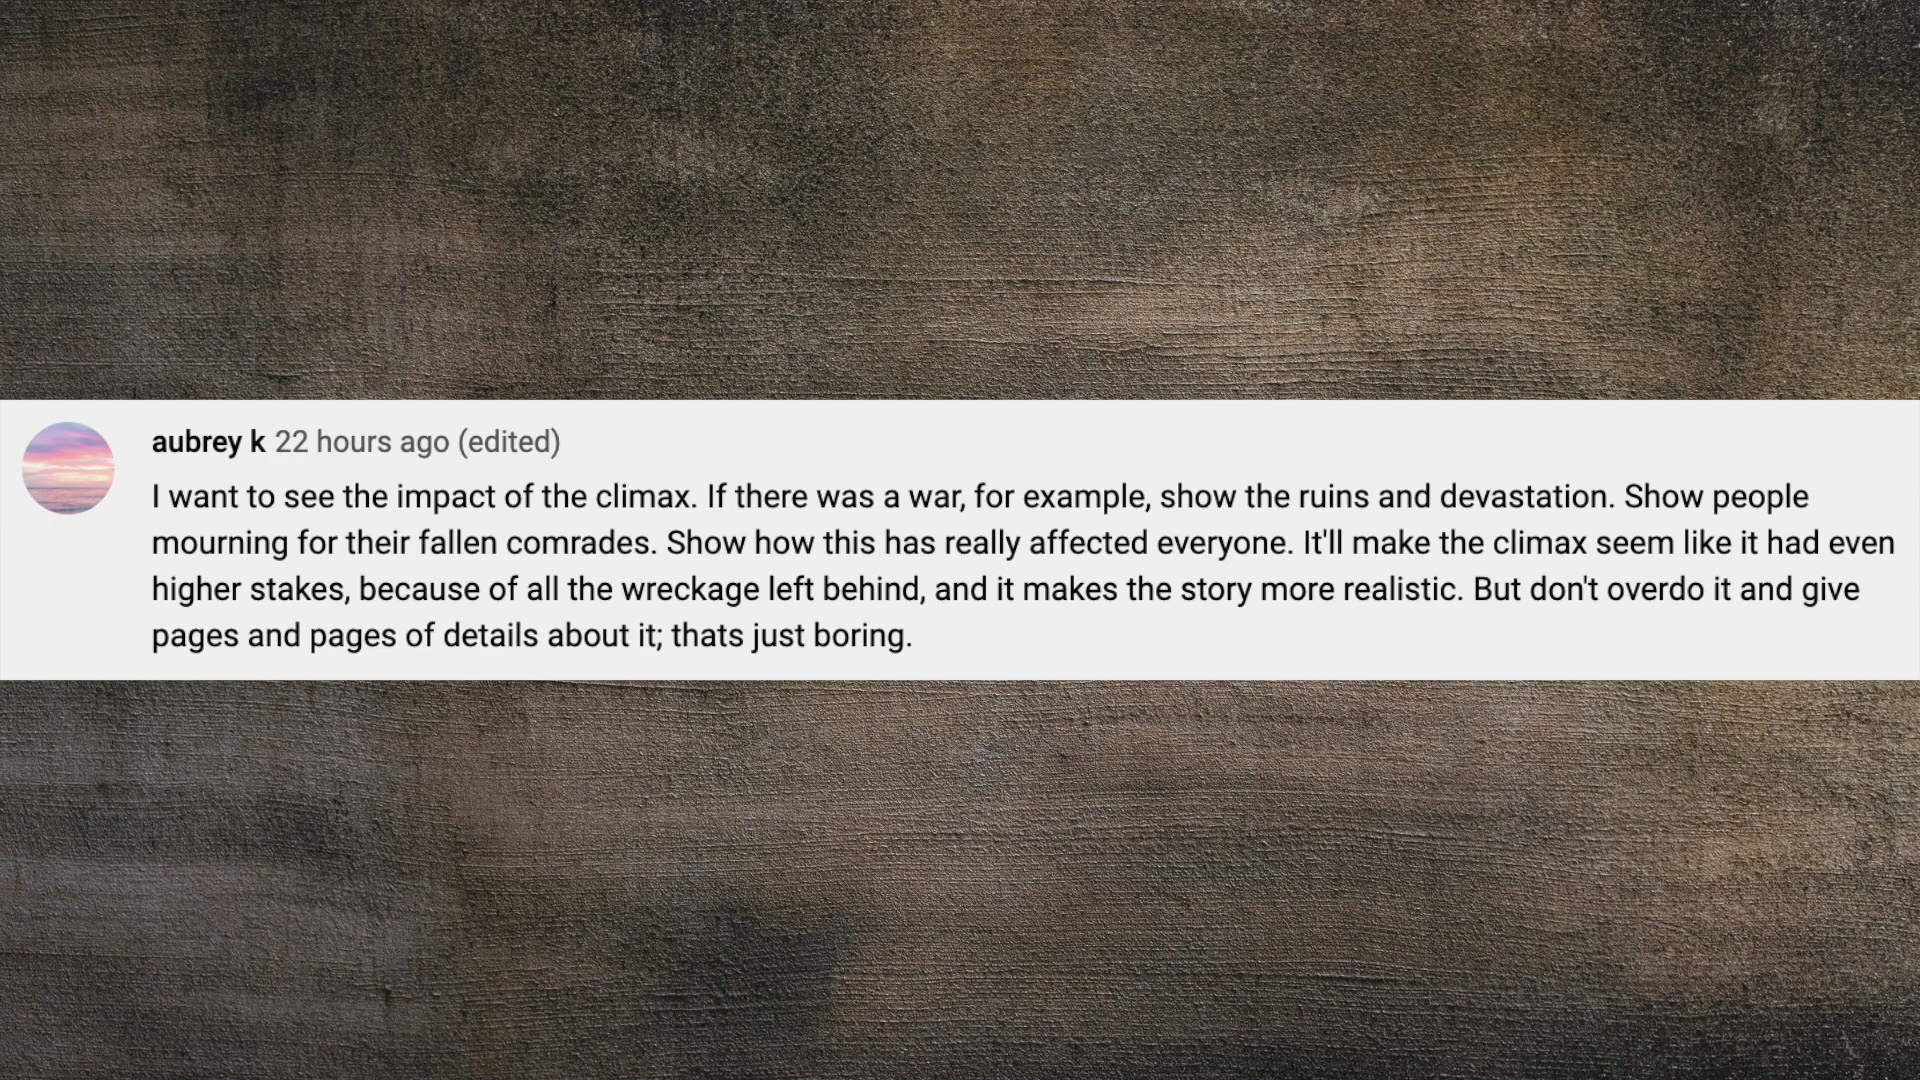 aubrey k 22 hours ago (edited)
I want to see the impact of the climax. If there was a war, for example, show the ruins and devastation. Show people
mourning for their fallen comrades. Show how this has really affected everyone. It'll make the climax seem like it had even
higher stakes, because of all the wreckage left behind, and it makes the story more realistic. But don't overdo it and give
pages and pages of details about it; thats just boring.